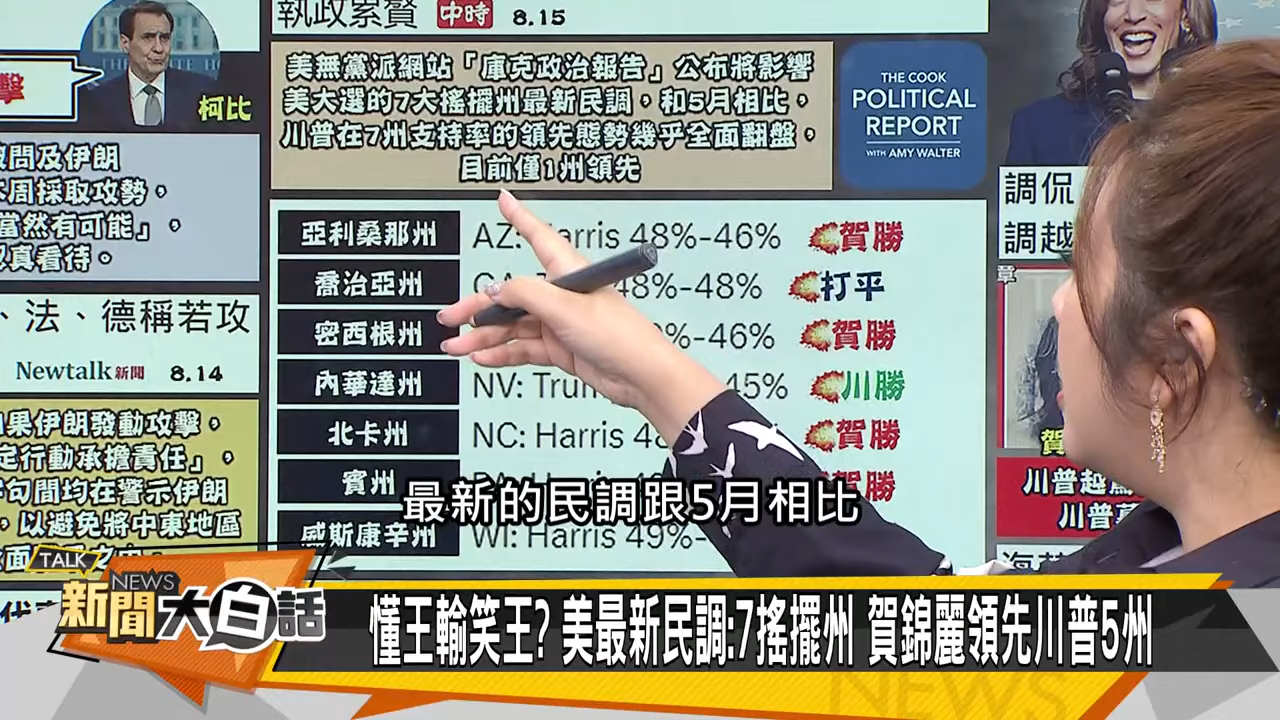 執政累贅 中時 8.15
擊
柯比
美無黨派網站「庫克政治報告」公布將影響
美大選的7大搖擺州最新民調，和5月相比，
川普在7州支持率的領先態勢幾乎全面翻盤，
目前僅1州領先
THE COOK
POLITICAL
REPORT
WITH AMY WALTER
問及伊朗
周採取攻勢，
當然有可能」，
認真看待。
、法、德稱若攻
Newtalk新聞 8.14
果伊朗發動攻擊，
定行動承擔責任」，
字句間均在警示伊朗
，以避免將中東地區
亞利桑那州 AZ: Harris 48%-46% 賀勝
喬治亞州 48%-48% 打平
密西根州 %-46% 賀勝
內華達州 NV: Trum 45% 川勝
北卡州 NC: Harris 48 賀勝
賓州 賀勝
威斯康辛州 WI: Harris 49%-
調侃
調越
章
賀
川普越
川普
最新的民調跟5月相比
TALK
NEWS
新聞大白話
懂王輸笑王? 美最新民調:7搖擺州 賀錦麗領先川普5州
NEWS